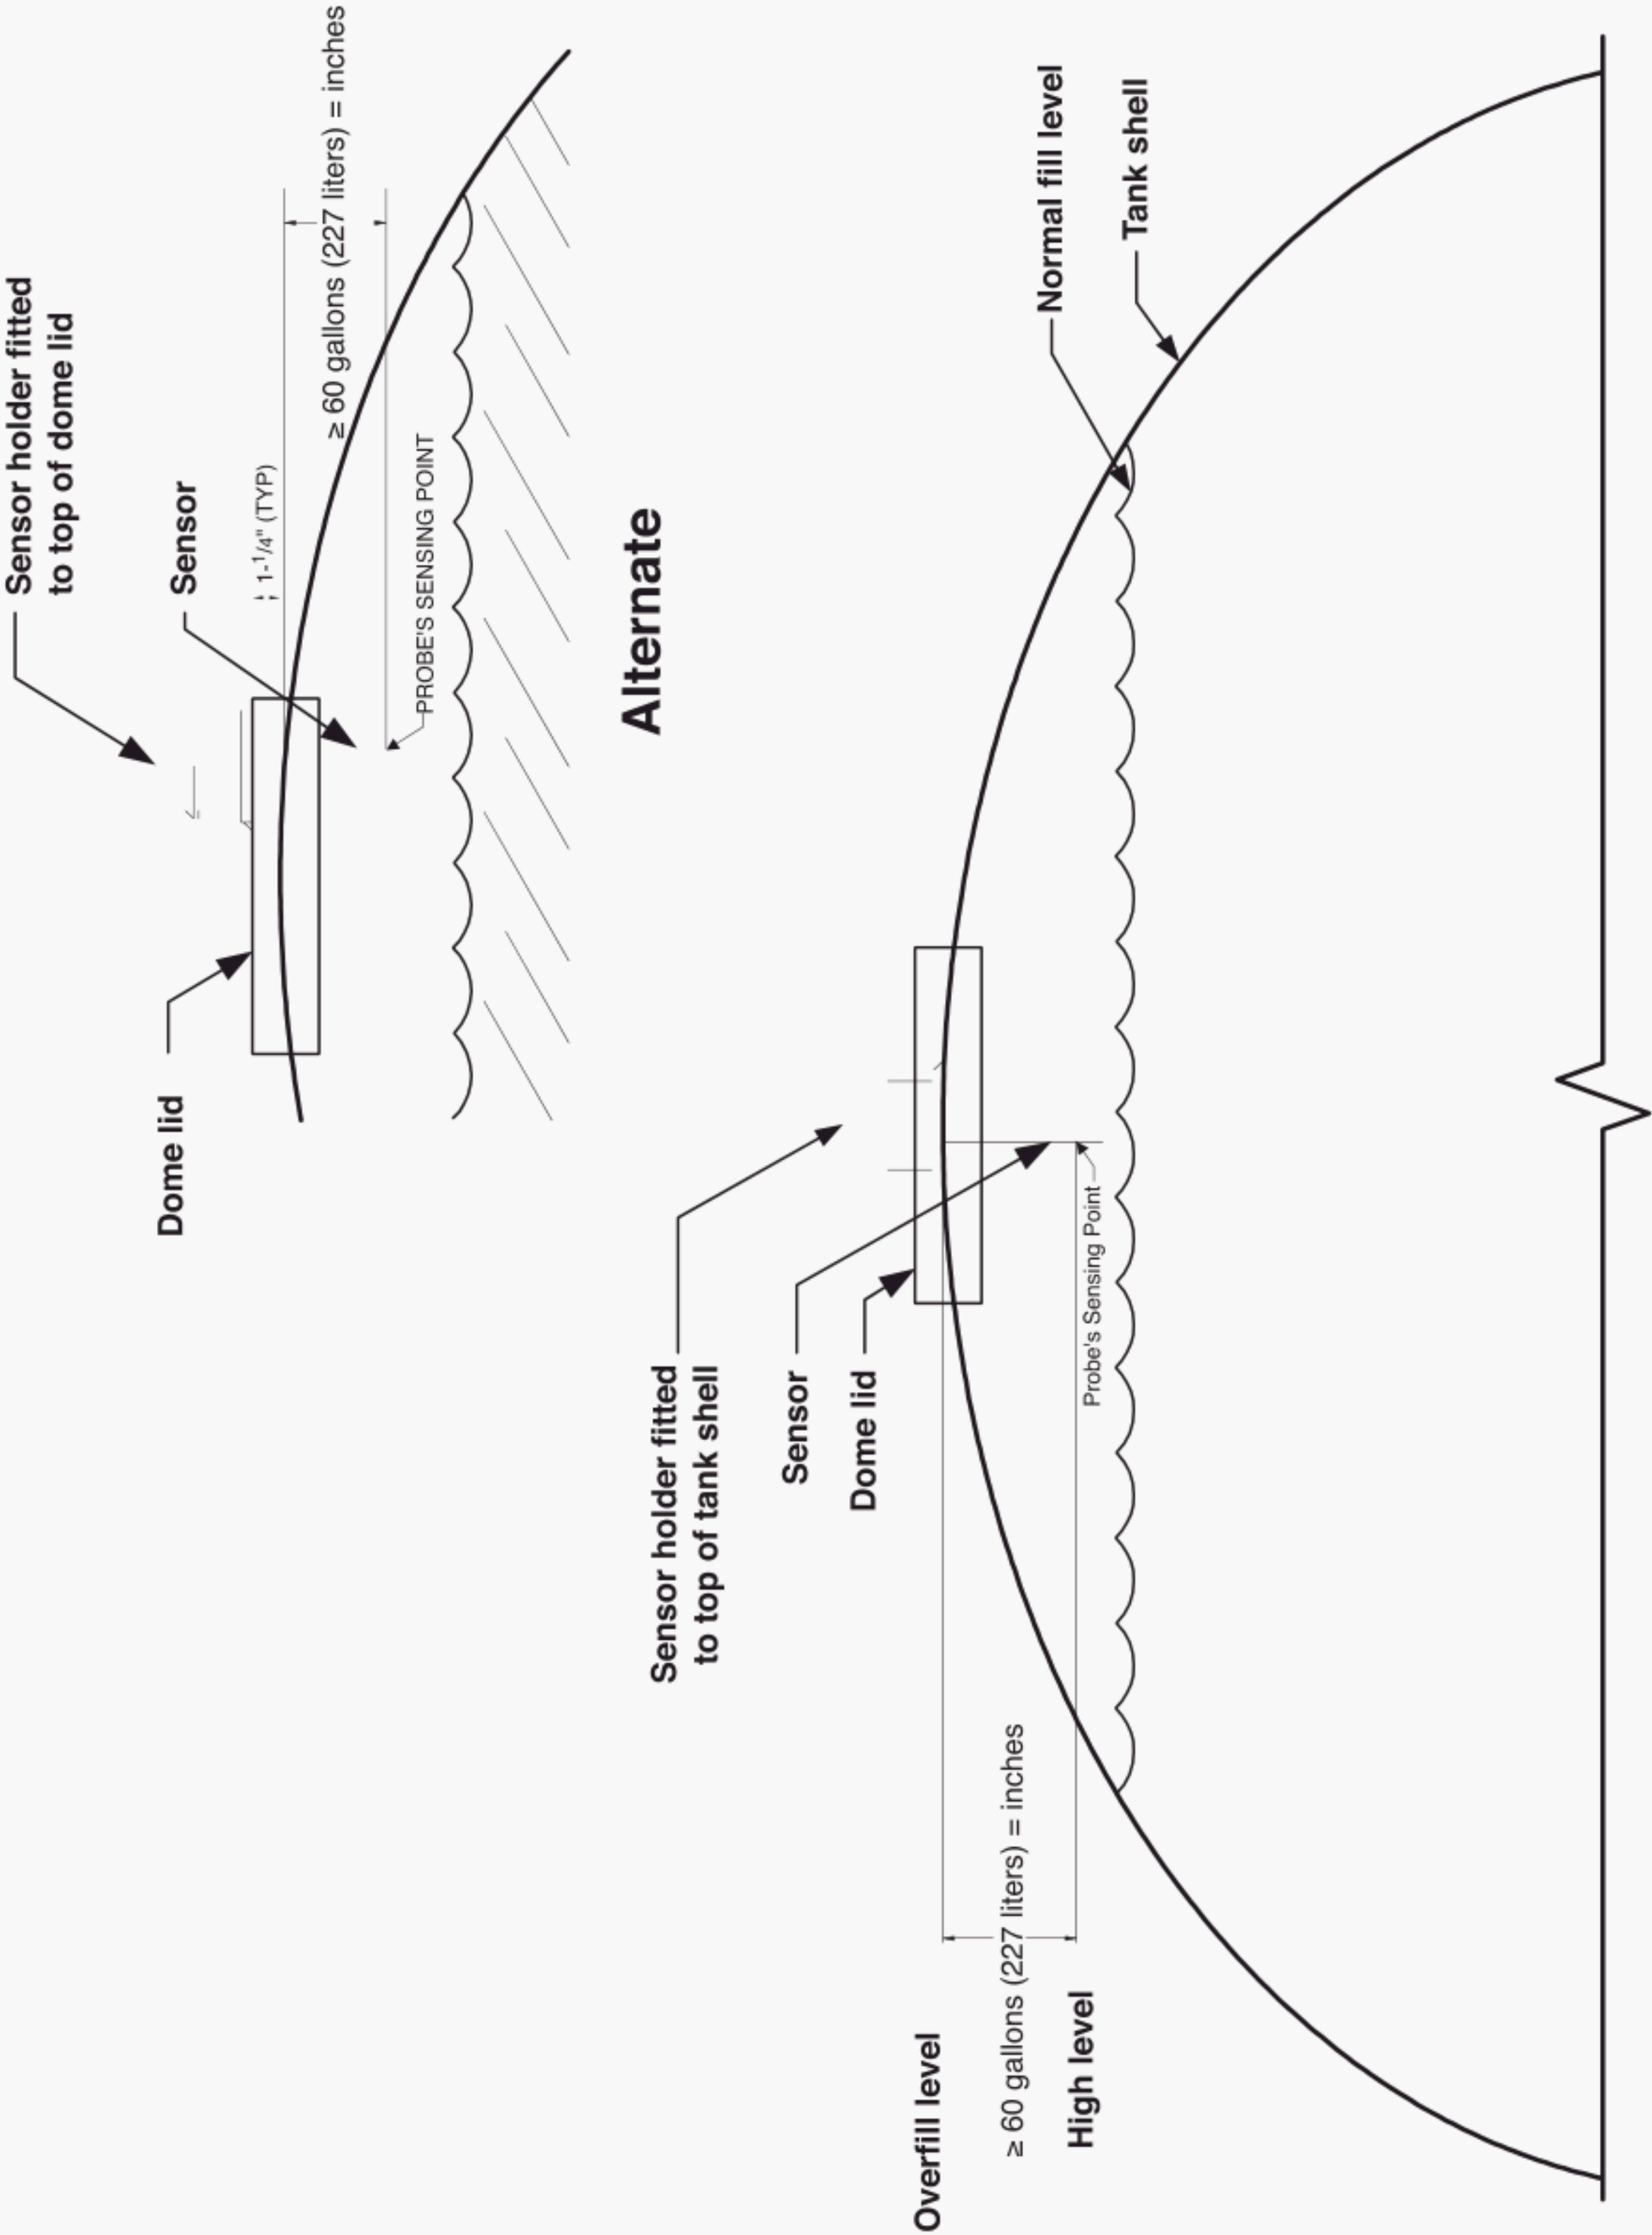 Sensor holder fitted
to top of dome lid
Sensor
Dome lid
1-1/4" (TYP)
≥ 60 gallons (227 liters) = inches
PROBE'S SENSING POINT
Alternate
Sensor holder fitted
to top of tank shell
Sensor
Dome lid
Normal fill level
Tank shell
Overfill level
≥ 60 gallons (227 liters) = inches
High level
Probe's Sensing Point